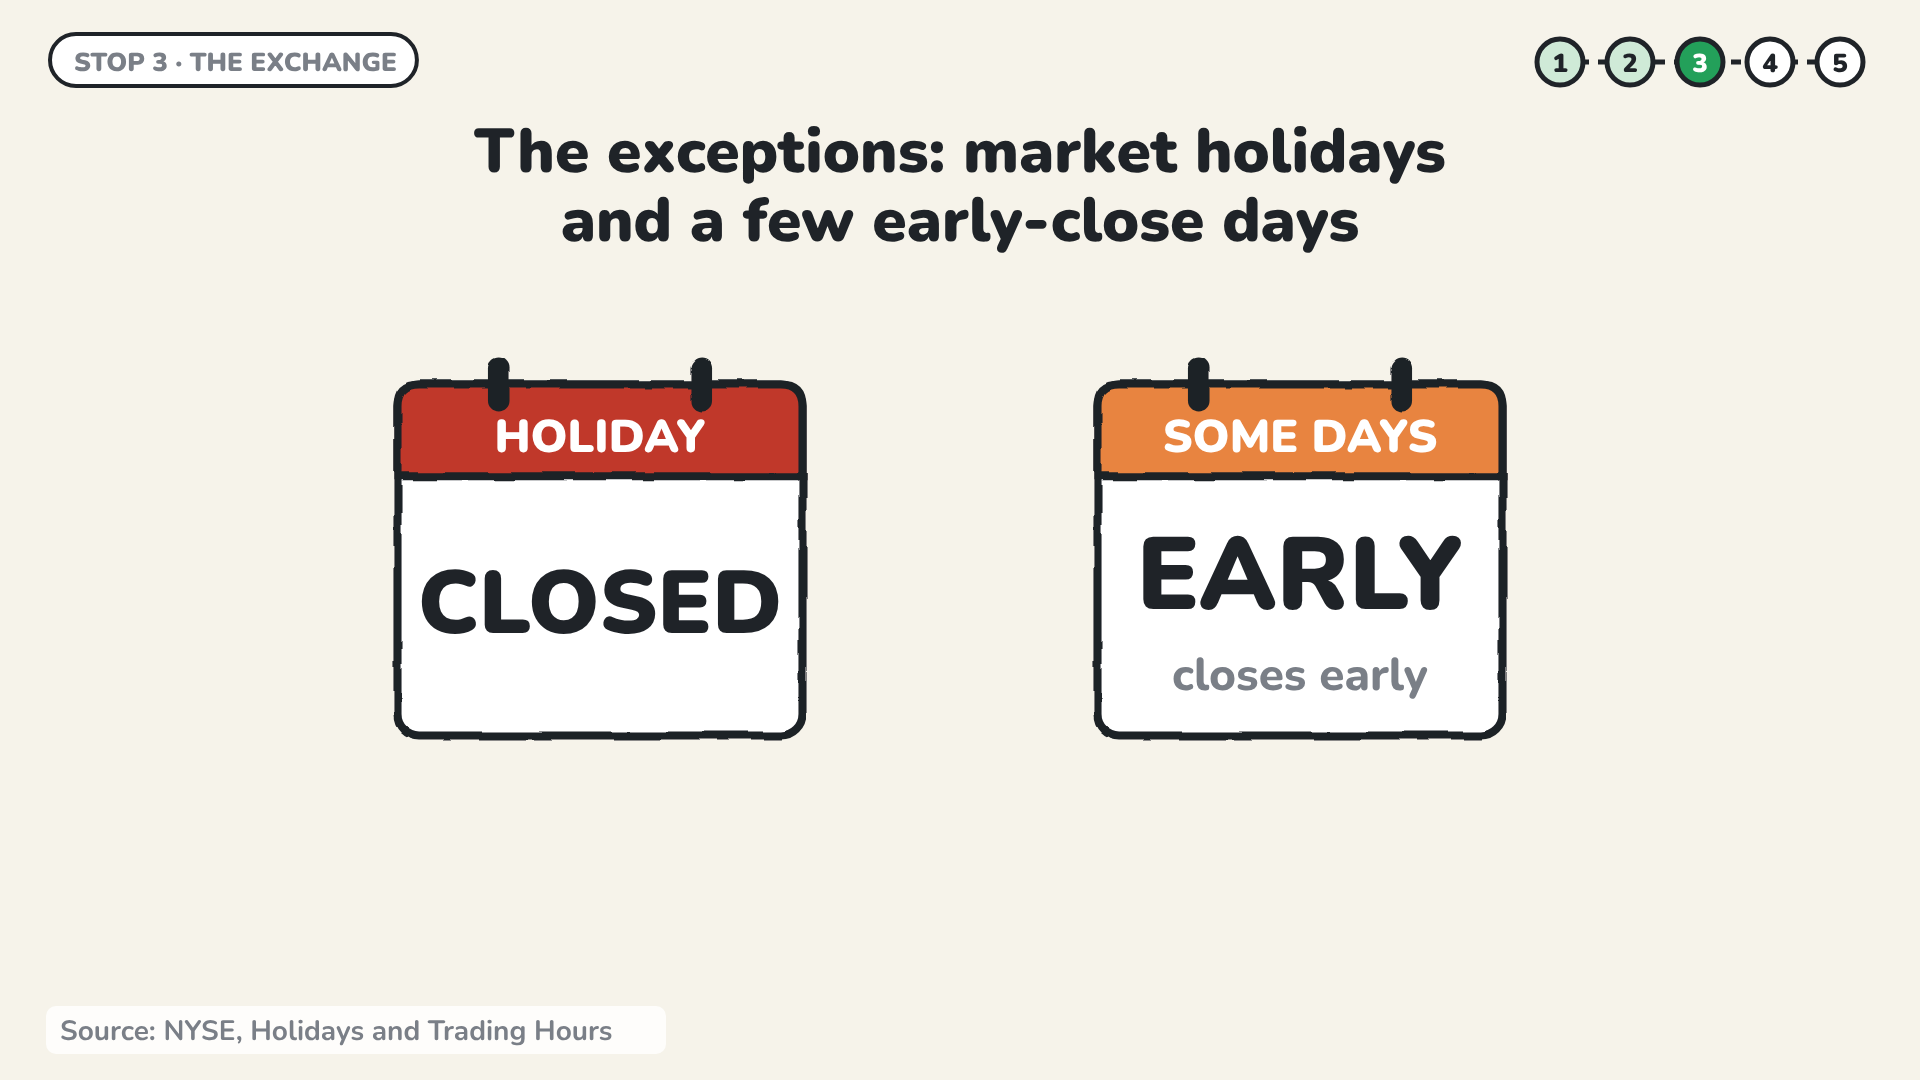 STOP 3 · THE EXCHANGE
1 2 3 4 5
The exceptions: market holidays
and a few early-close days
HOLIDAY
CLOSED
SOME DAYS
EARLY
closes early
Source: NYSE, Holidays and Trading Hours